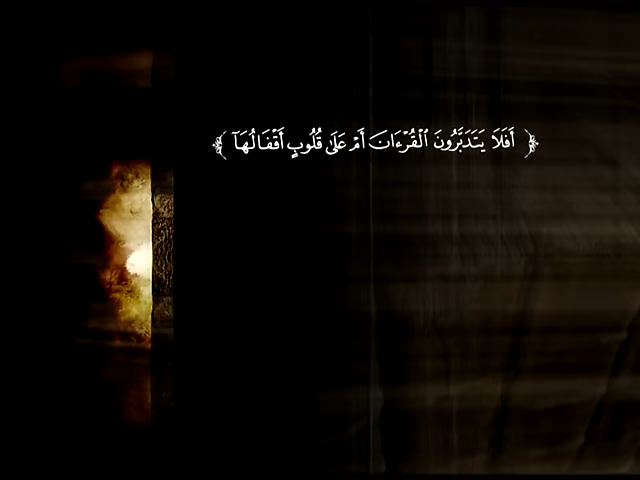 ﴿ أَفَلَا يَتَدَبَّرُونَ ٱلْقُرْءَانَ أَمْ عَلَىٰ قُلُوبٍ أَقْفَالُهَآ ﴾